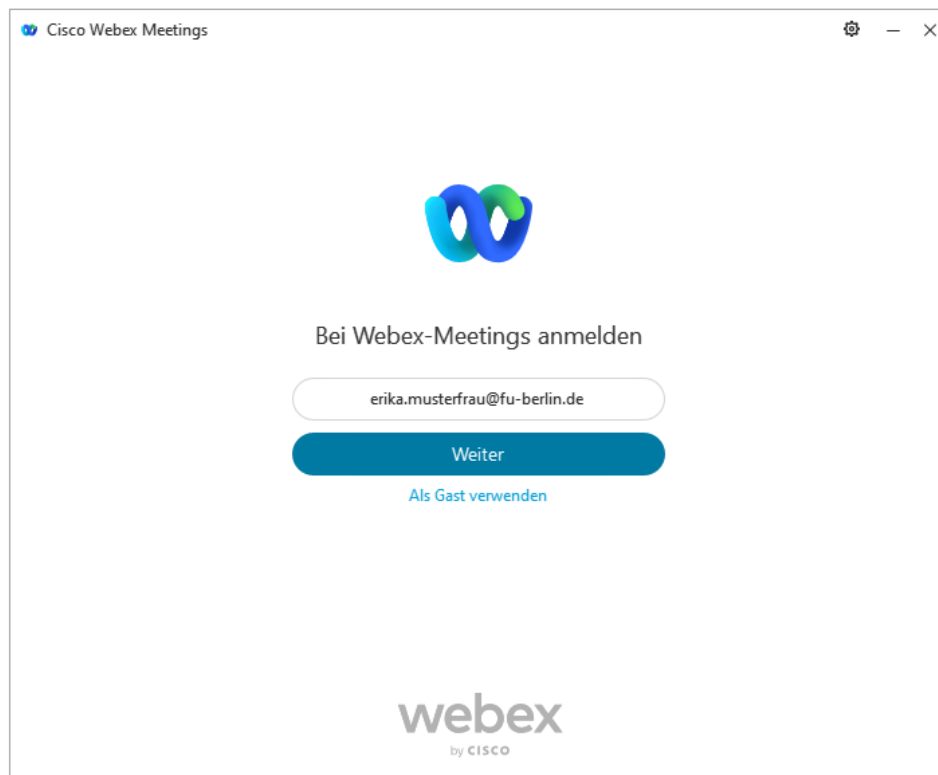 Cisco Webex Meetings
Bei Webex-Meetings anmelden
erika.musterfrau@fu-berlin.de
Weiter
Als Gast verwenden
webex
by CISCO